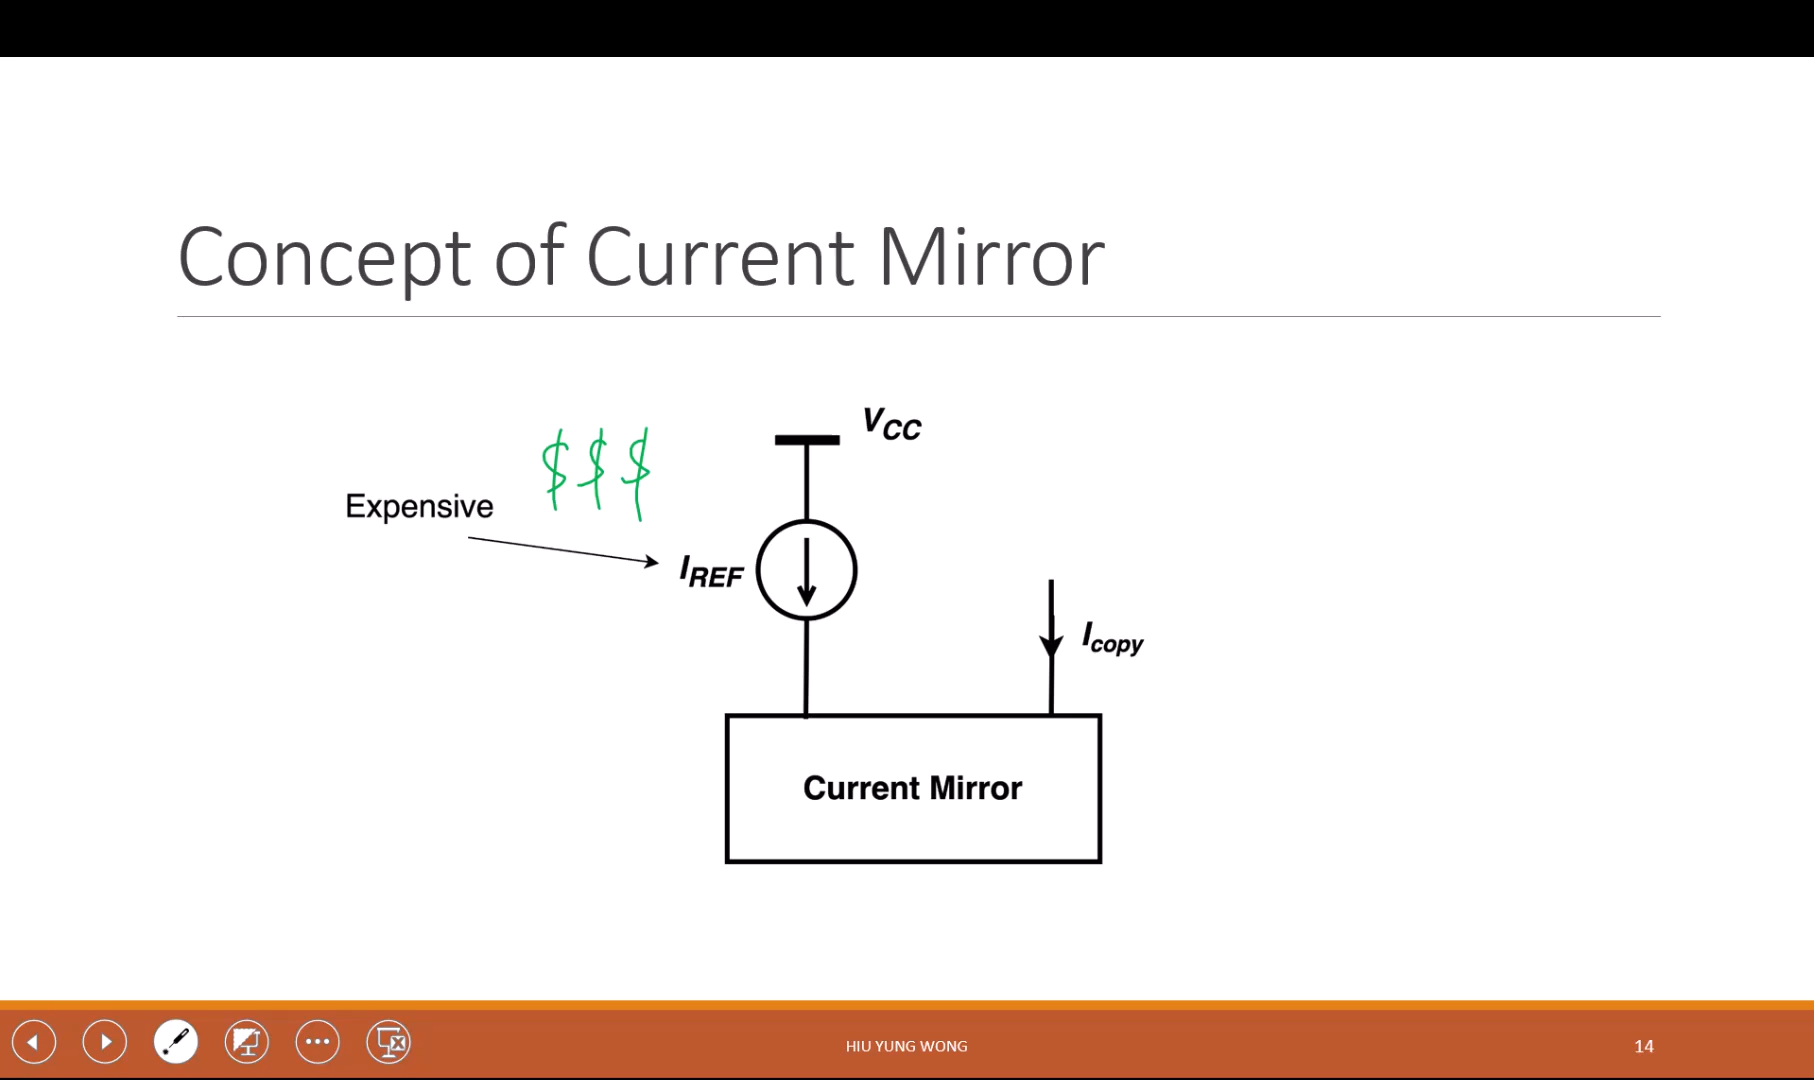 Concept of Current Mirror
V_CC
$$$
Expensive
I_REF
I_copy
Current Mirror
HIU YUNG WONG
14